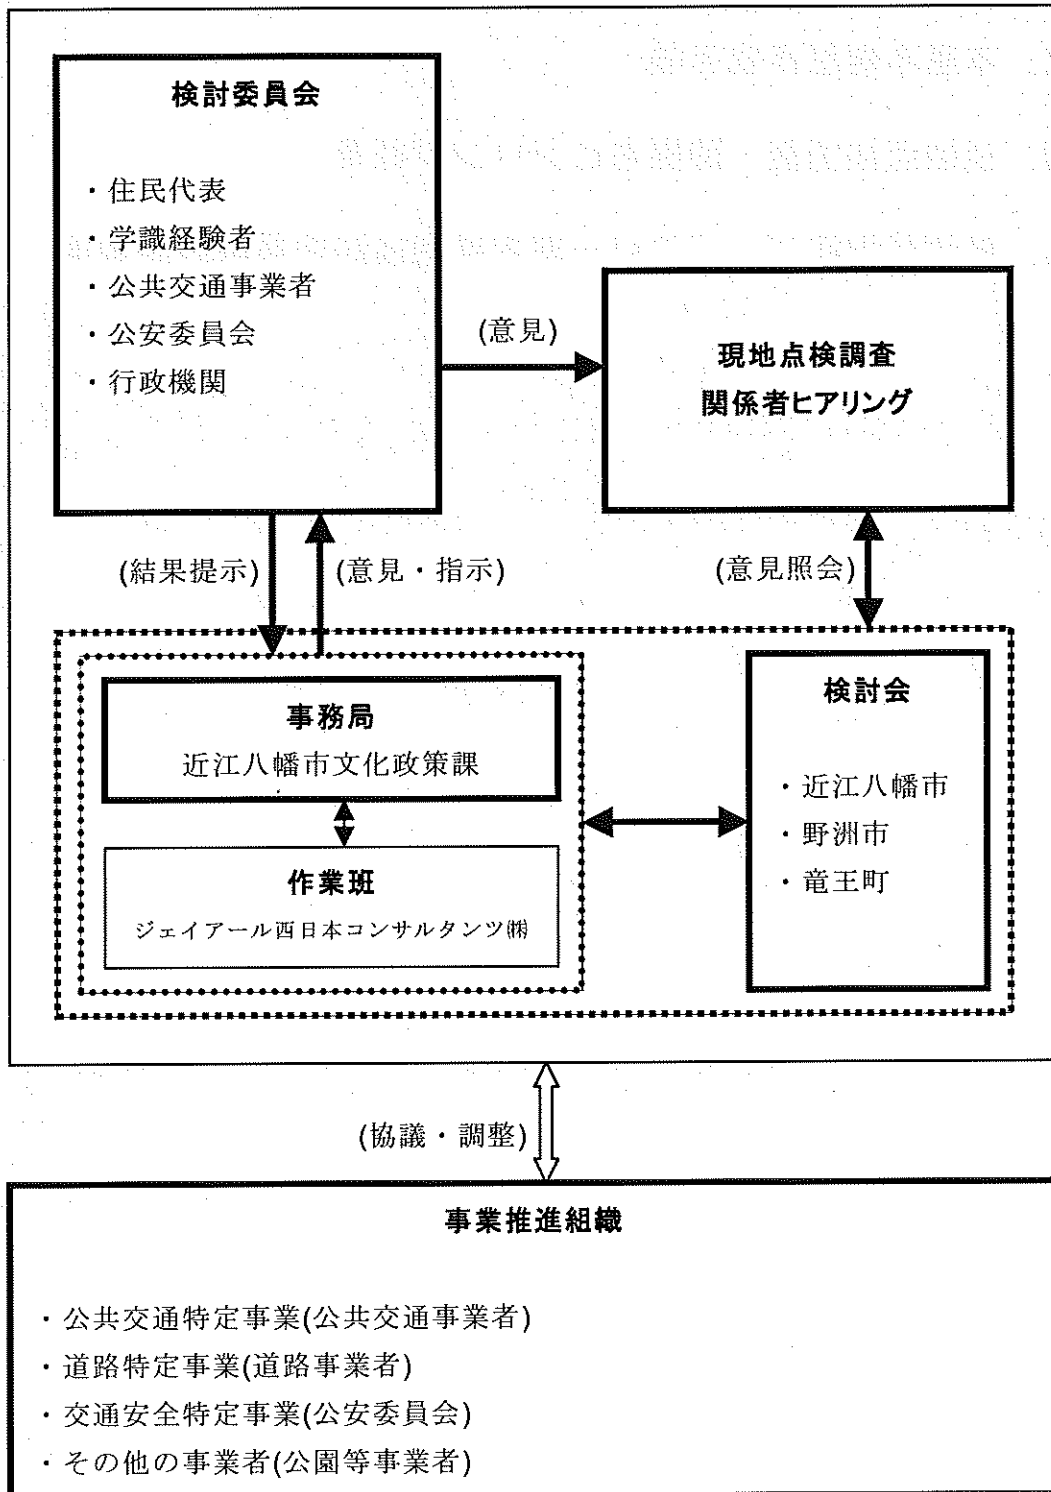 検討委員会
・住民代表
・学識経験者
・公共交通事業者
・公安委員会
・行政機関
(意見)
現地点検調査
関係者ヒアリング
(結果提示)
(意見・指示)
(意見照会)
事務局
近江八幡市文化政策課
作業班
ジェイアール西日本コンサルタンツ㈱
検討会
・近江八幡市
・野洲市
・竜王町
(協議・調整)
事業推進組織
・公共交通特定事業(公共交通事業者)
・道路特定事業(道路事業者)
・交通安全特定事業(公安委員会)
・その他の事業者(公園等事業者)